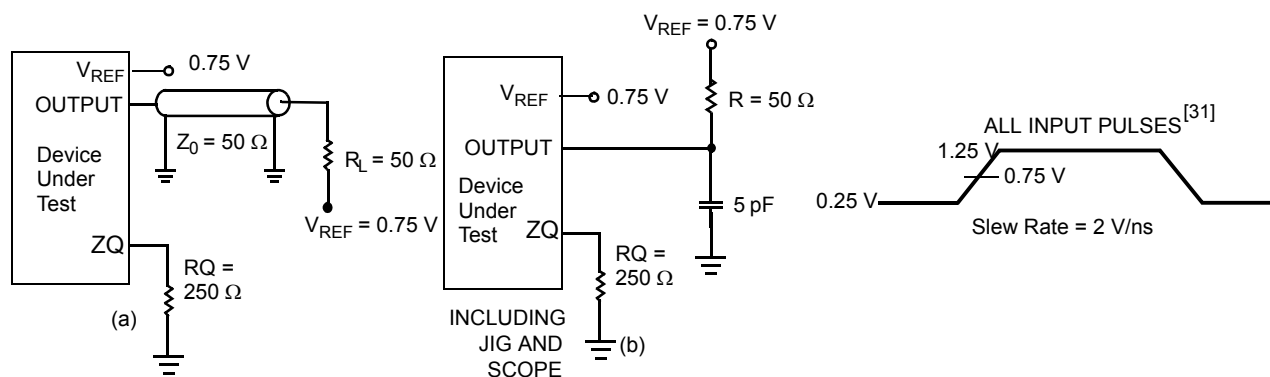 V_REF
0.75 V
OUTPUT
Z_0 = 50 Ω
Device
Under
Test
R_L = 50 Ω
V_REF = 0.75 V
ZQ
RQ =
250 Ω
(a)
V_REF = 0.75 V
R = 50 Ω
V_REF
0.75 V
OUTPUT
Device
Under
Test
5 pF
ZQ
RQ =
250 Ω
INCLUDING
JIG AND
SCOPE
(b)
ALL INPUT PULSES[31]
1.25 V
0.75 V
0.25 V
Slew Rate = 2 V/ns